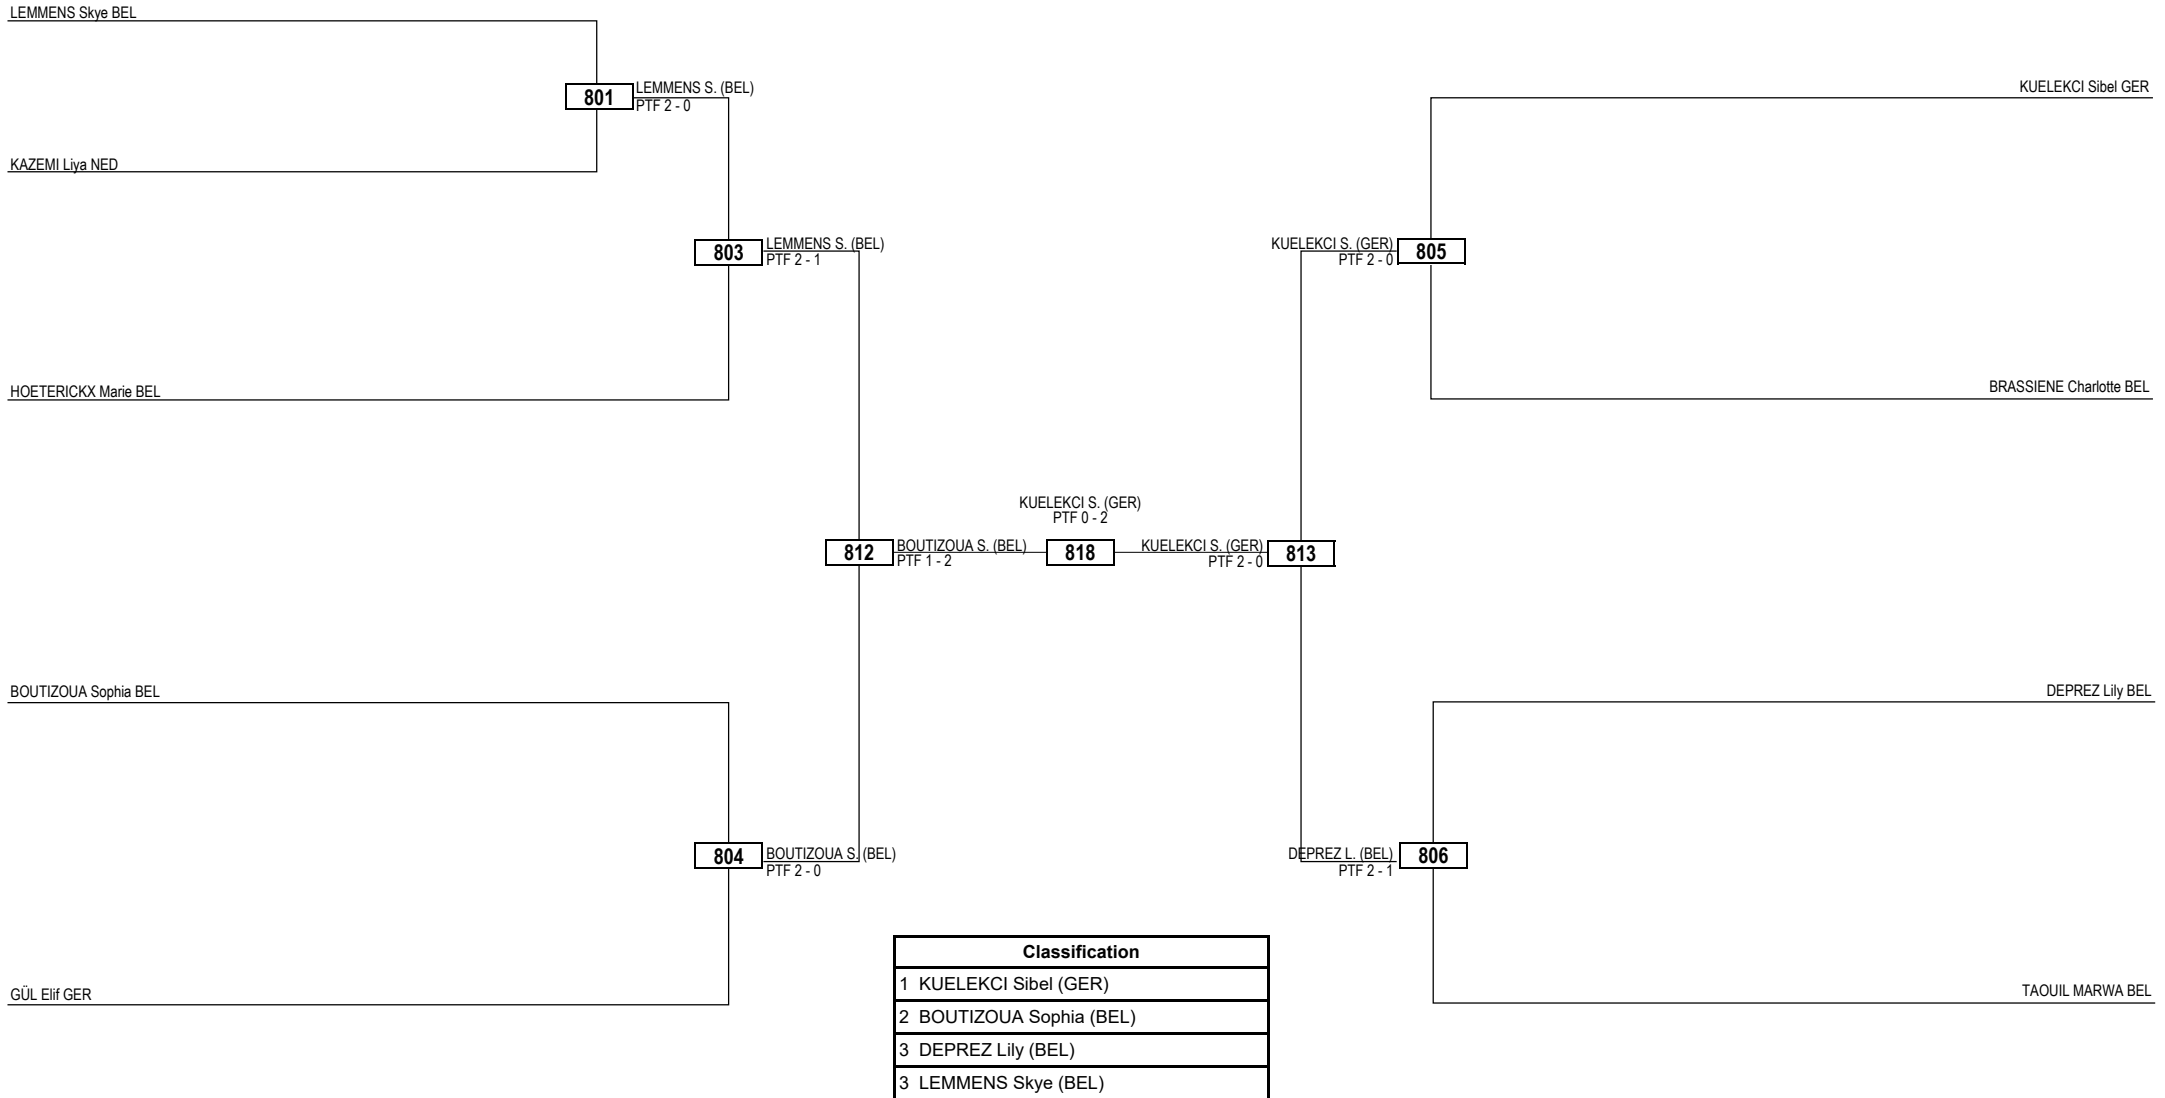 LEMMENS Skye BEL
801
LEMMENS S. (BEL)
PTF 2 - 0
KAZEMI Liya NED
803
LEMMENS S. (BEL)
PTF 2 - 1
HOETERICKX Marie BEL
812
BOUTIZOUA S. (BEL)
PTF 1 - 2
BOUTIZOUA Sophia BEL
804
BOUTIZOUA S. (BEL)
PTF 2 - 0
GÜL Elif GER
KUELEKCI S. (GER)
PTF 0 - 2
818
KUELEKCI Sibel GER
KUELEKCI S. (GER)
PTF 2 - 0
805
BRASSIENE Charlotte BEL
KUELEKCI S. (GER)
PTF 2 - 0
813
DEPREZ Lily BEL
DEPREZ L. (BEL)
PTF 2 - 1
806
TAOUIL MARWA BEL
Classification
1 KUELEKCI Sibel (GER)
2 BOUTIZOUA Sophia (BEL)
3 DEPREZ Lily (BEL)
3 LEMMENS Skye (BEL)